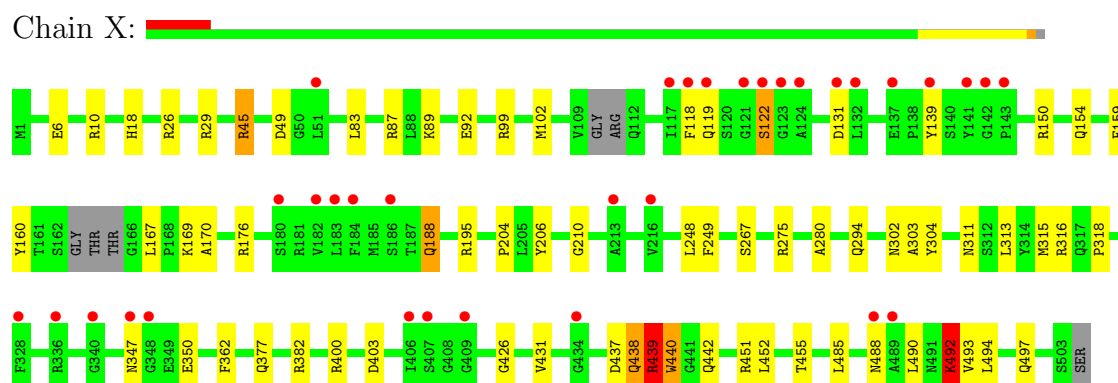 Chain X:
M1 E6 R10 H18 R26 R29 R45 D49 G50 L51 L83 R87 L88 K89 E92 R99 M102 V109 GLY ARG Q112 I117 F118 Q119 S120 G121 S122 G123 A124 D131 L132 E137 P138 Y139 S140 Y141 G142 P143 R150 Q154
Y160 T161 S162 GLY THR THR G166 L167 P168 K169 A170 R176 S180 R181 V182 L183 F184 M185 S186 T187 Q188 R195 P204 L205 Y206 G210 A213 V216 L248 F249 S267 R275 A280 Q294 N302 A303 Y304 N311 S312 L313 Y314 M315 R316 Q317 P318
F328 R336 G340 N347 G348 E349 E350 F362 Q377 R382 R400 D403 I406 S407 G408 G409 G426 V431 G434 D437 Q438 R439 W440 G441 Q442 R451 L452 T455 L485 N488 A489 L490 N491 K492 V493 L494 Q497 S503 SER